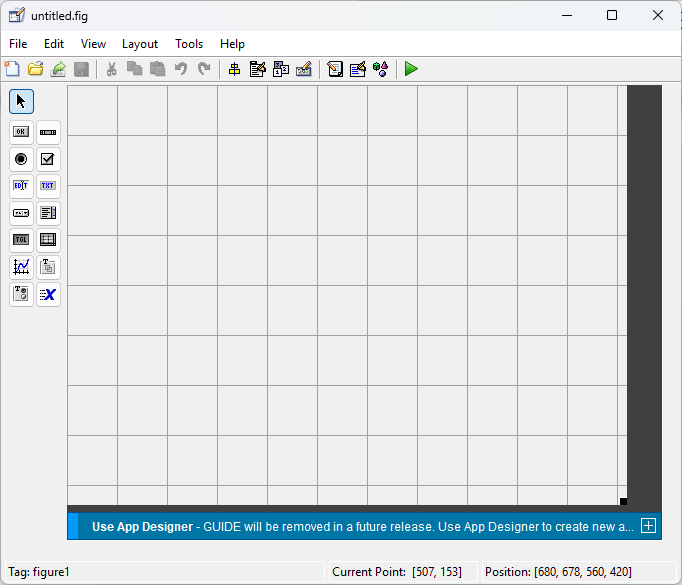 untitled.fig
File Edit View Layout Tools Help
OK
EDIT TXT
TGL
Use App Designer - GUIDE will be removed in a future release. Use App Designer to create new a...
Tag: figure1 Current Point: [507, 153] Position: [680, 678, 560, 420]